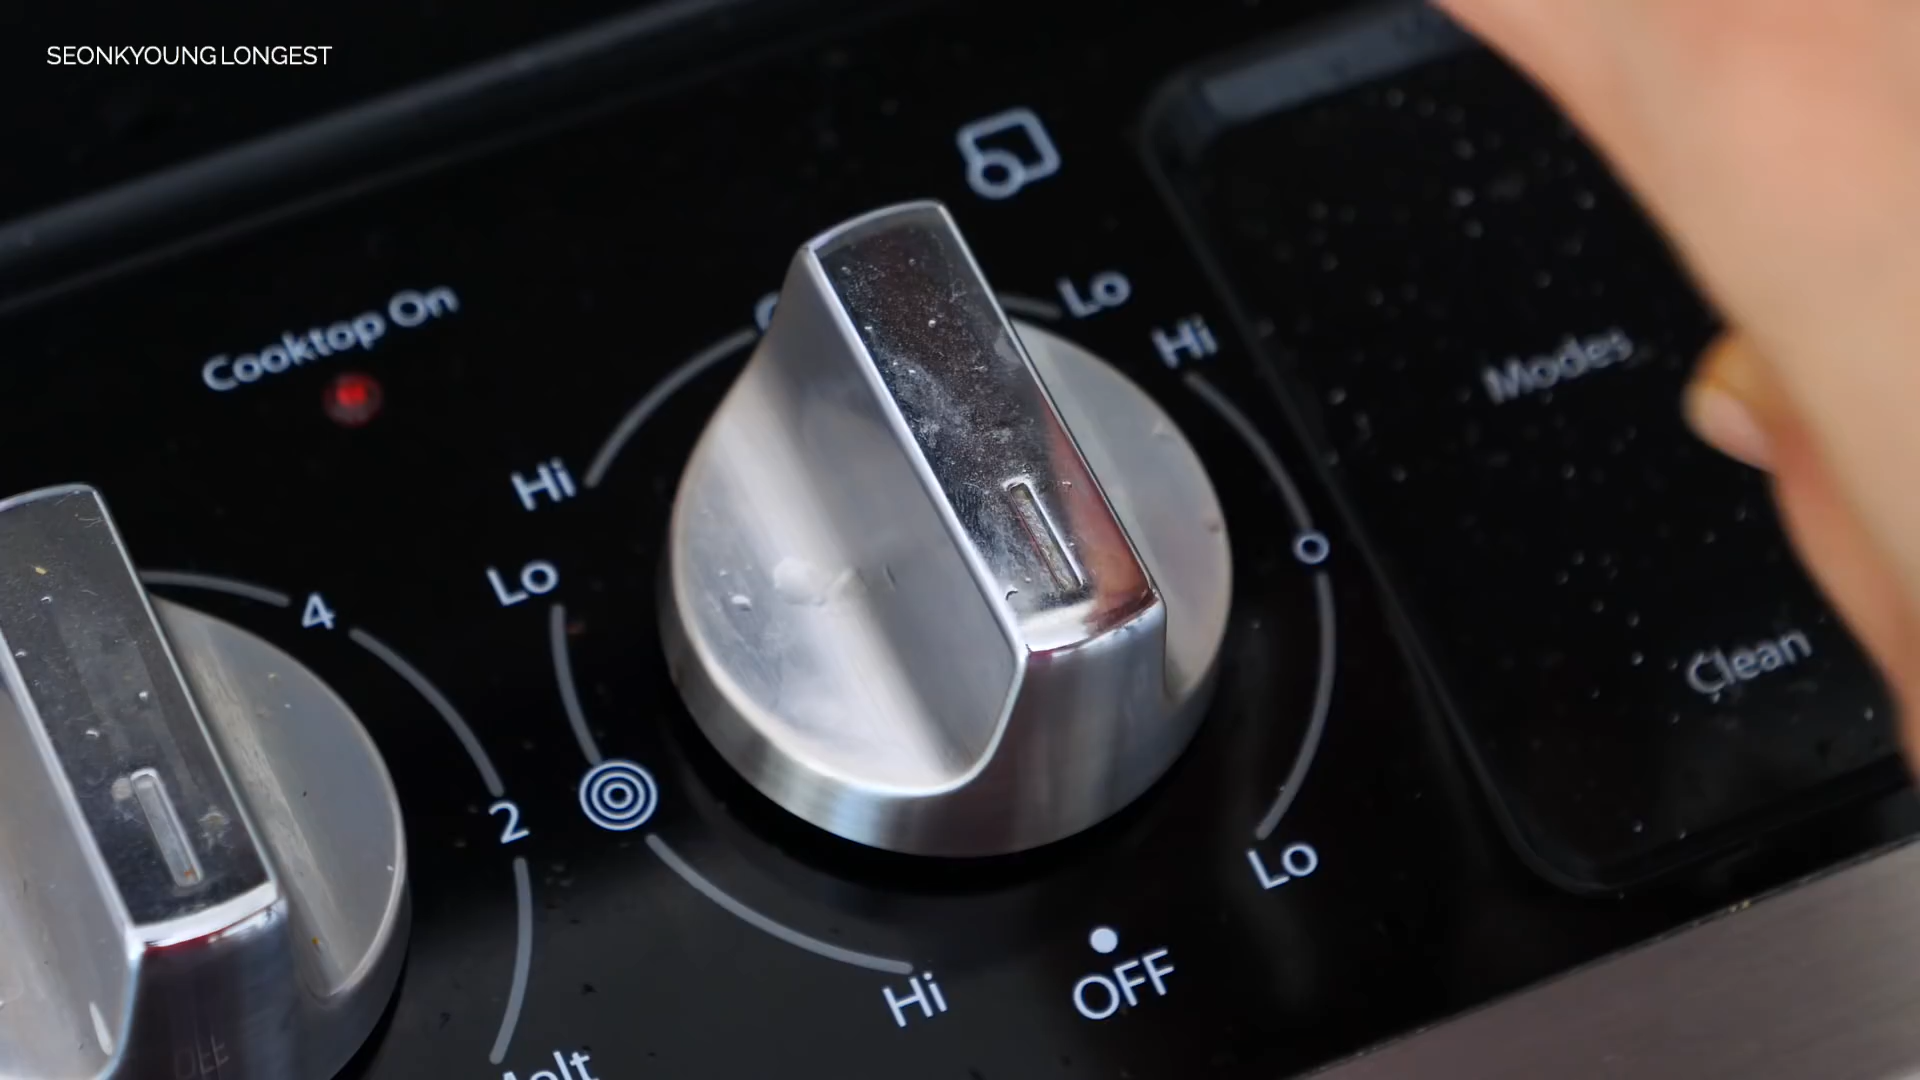 SEONKYOUNG LONGEST
Cooktop On
Lo
Hi
Modes
Hi
Lo
4
2
Clean
Lo
Hi
OFF